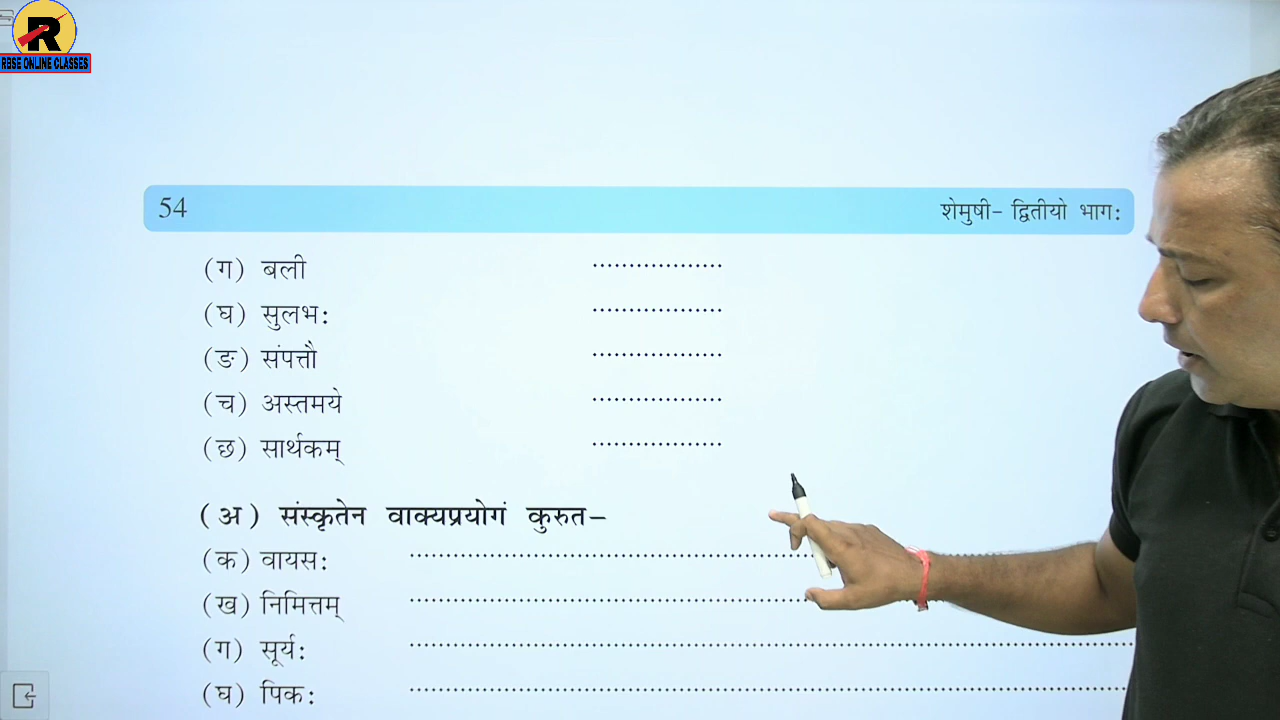 R
RBSE ONLINE CLASSES
54 शेमुषी- द्वितीयो भाग:
(ग) बली ..................
(घ) सुलभ: ..................
(ङ) संपत्तौ ..................
(च) अस्तमये ..................
(छ) सार्थकम् ..................
(अ) संस्कृतेन वाक्यप्रयोगं कुरुत–
(क) वायस: ..................
(ख) निमित्तम् ..................
(ग) सूर्य: ..................
(घ) पिक: ..................